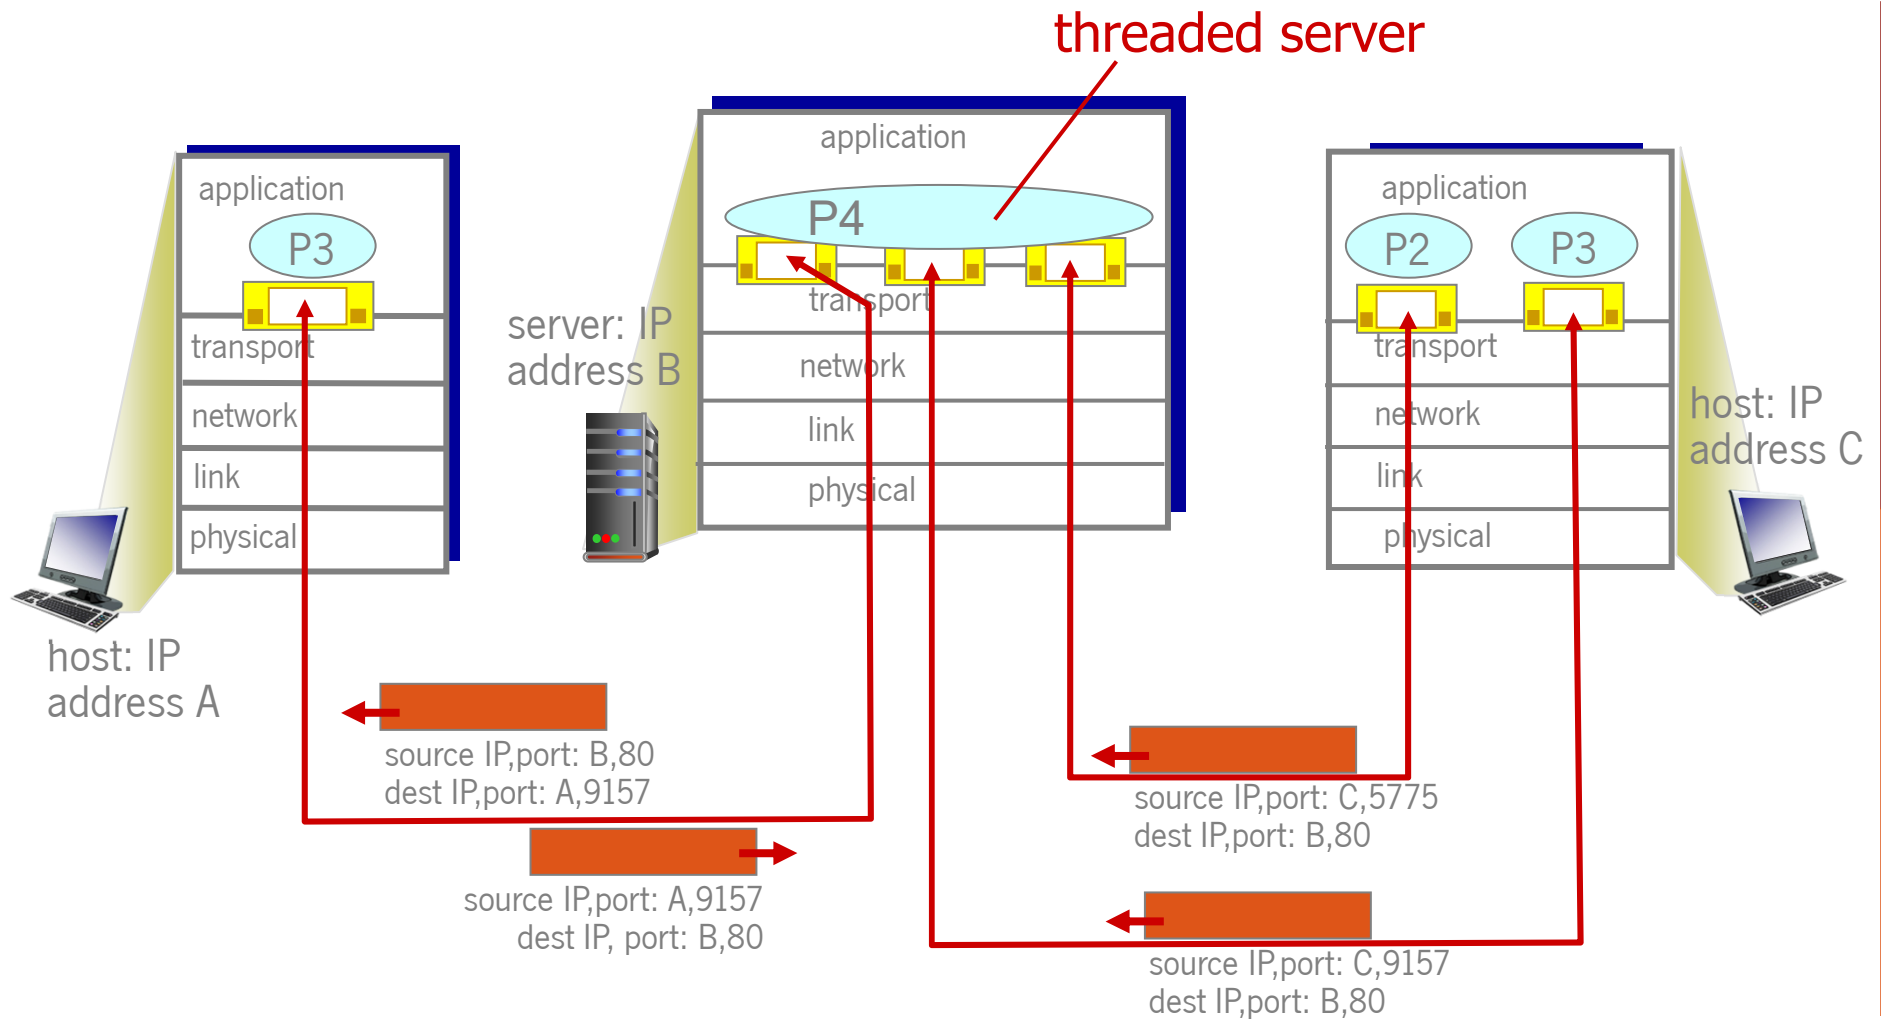 threaded server
application
P3
transport
network
link
physical
host: IP
address A
server: IP
address B
application
P4
transport
network
link
physical
application
P2
P3
transport
network
link
physical
host: IP
address C
source IP,port: B,80
dest IP,port: A,9157
source IP,port: A,9157
dest IP, port: B,80
source IP,port: C,5775
dest IP,port: B,80
source IP,port: C,9157
dest IP,port: B,80